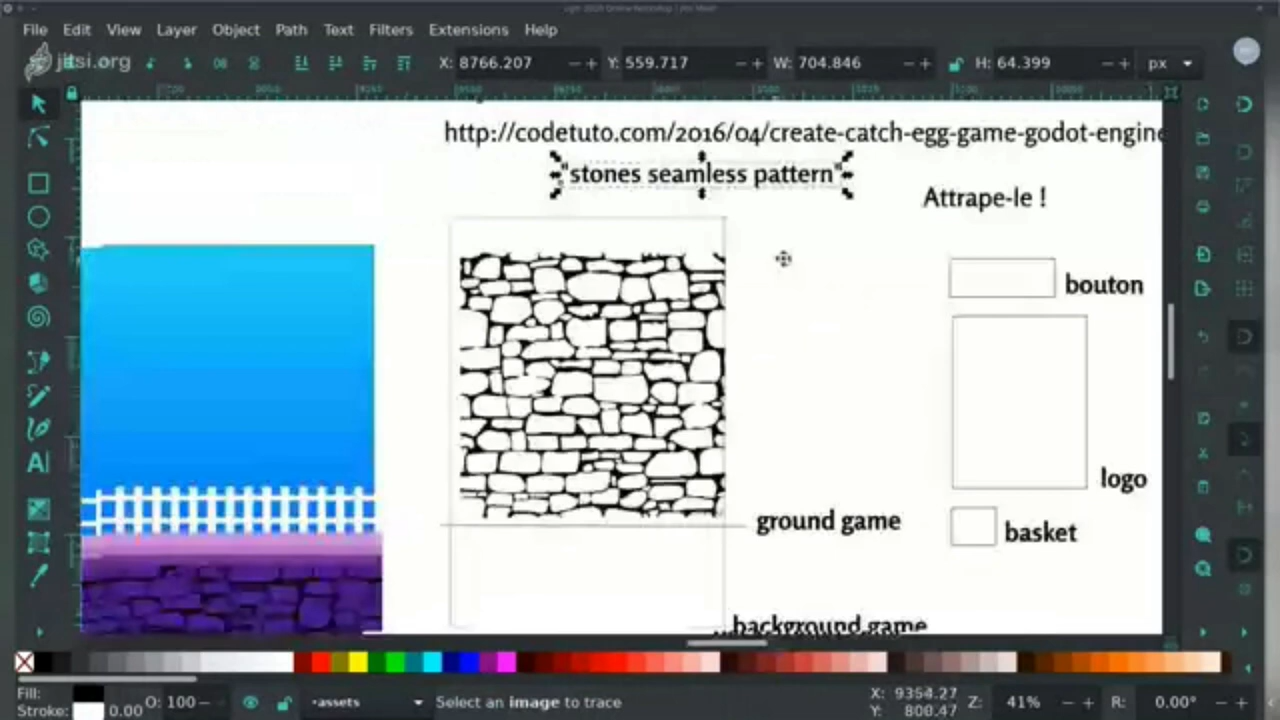 File Edit View Layer Object Path Text Filters Extensions Help
jitsi.org
X: 8766.207 Y: 559.717 W: 704.846 H: 64.399 px
http://codetuto.com/2016/04/create-catch-egg-game-godot-engine
"stones seamless pattern"
Attrape-le !
bouton
logo
ground game
basket
background game
Fill:
Stroke: 0.00 O: 100 assets Select an image to trace X: 9354.27 Z: 41% R: 0.00°
Y: 800.47